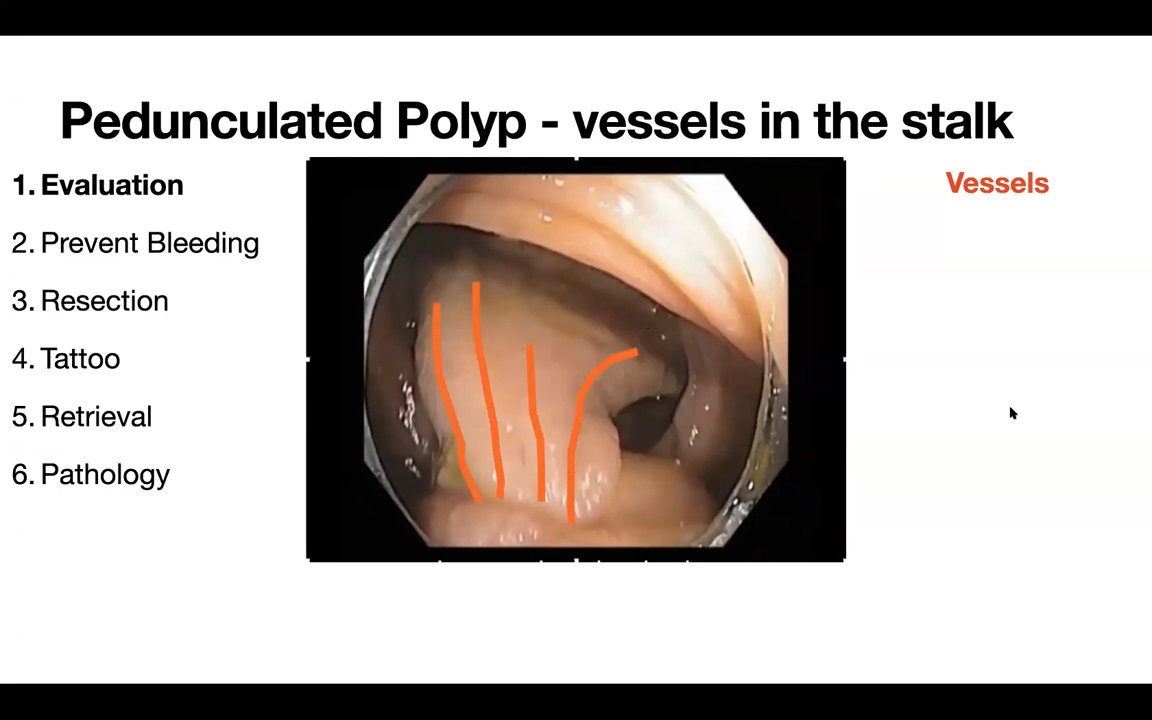 Pedunculated Polyp - vessels in the stalk
1. Evaluation
2. Prevent Bleeding
3. Resection
4. Tattoo
5. Retrieval
6. Pathology
Vessels